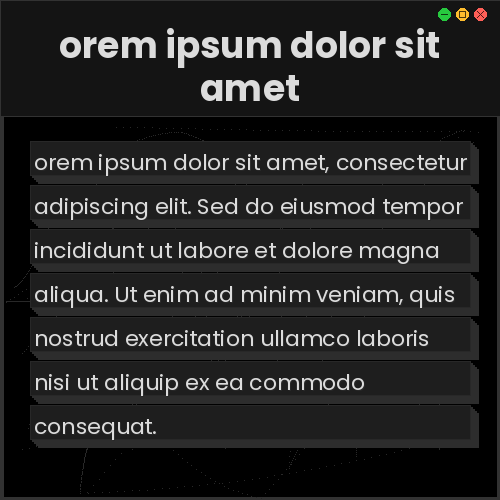 orem ipsum dolor sit
amet
orem ipsum dolor sit amet, consectetur
adipiscing elit. Sed do eiusmod tempor
incididunt ut labore et dolore magna
aliqua. Ut enim ad minim veniam, quis
nostrud exercitation ullamco laboris
nisi ut aliquip ex ea commodo
consequat.